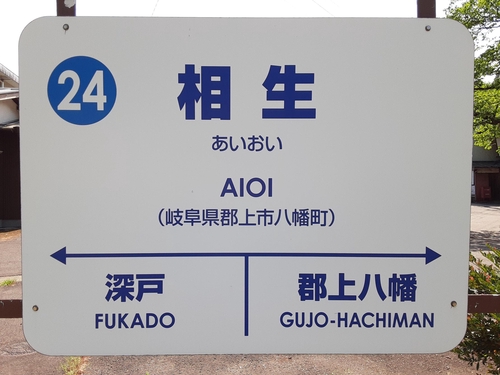 24
相生
あいおい
AIOI
(岐阜県郡上市八幡町)
深戸 郡上八幡
FUKADO GUJO-HACHIMAN